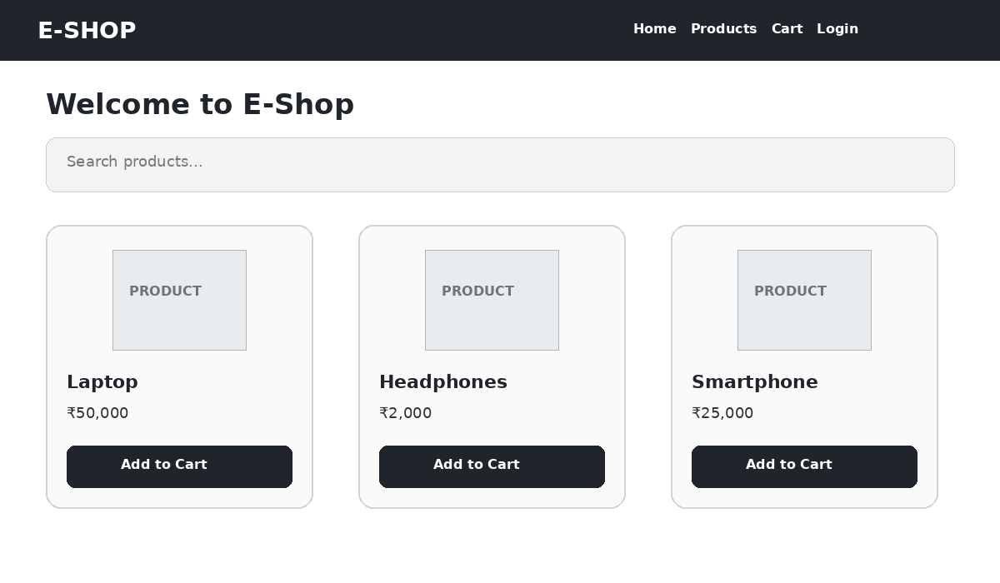 E-SHOP
Home Products Cart Login
Welcome to E-Shop
Search products...
PRODUCT PRODUCT PRODUCT
Laptop Headphones Smartphone
₹50,000 ₹2,000 ₹25,000
Add to Cart Add to Cart Add to Cart